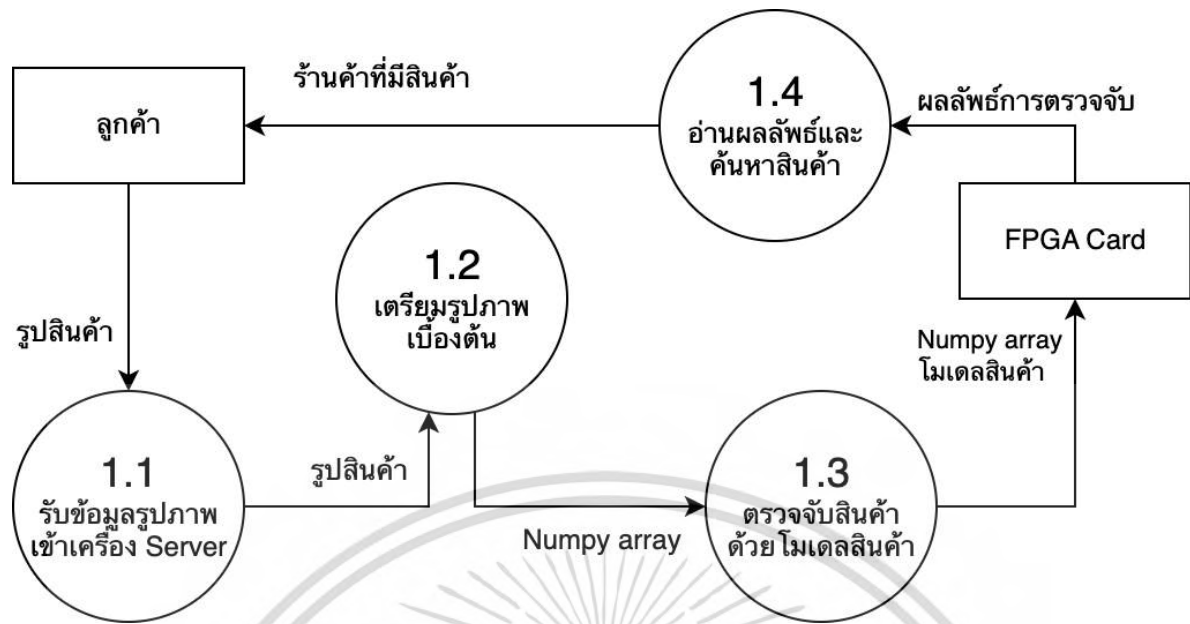 ร้านค้าที่มีสินค้า
ลูกค้า
1.4
อ่านผลลัพธ์และ
ค้นหาสินค้า
ผลลัพธ์การตรวจจับ
FPGA Card
1.2
เตรียมรูปภาพ
เบื้องต้น
รูปสินค้า
Numpy array
โมเดลสินค้า
1.1
รับข้อมูลรูปภาพ
เข้าเครื่อง Server
รูปสินค้า
Numpy array
1.3
ตรวจจับสินค้า
ด้วยโมเดลสินค้า